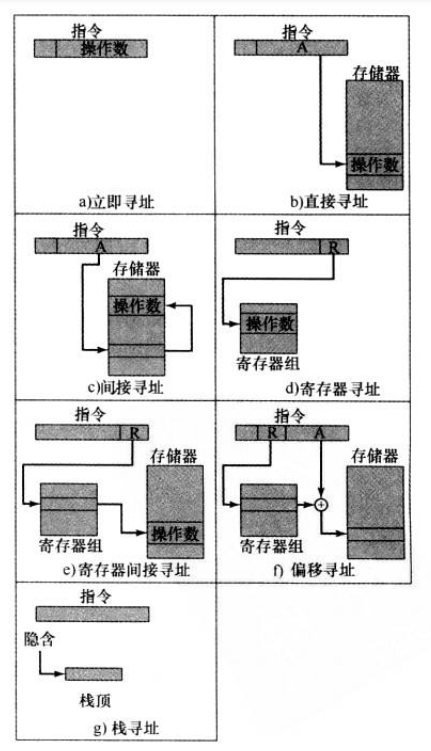 指令
操作数
a)立即寻址
指令
A
存储器
操作数
b)直接寻址
指令
A
存储器
操作数
c)间接寻址
指令
R
操作数
寄存器组
d)寄存器寻址
指令
R
存储器
寄存器组
操作数
e)寄存器间接寻址
指令
R A
存储器
寄存器组
f) 偏移寻址
指令
隐含
栈顶
g) 栈寻址